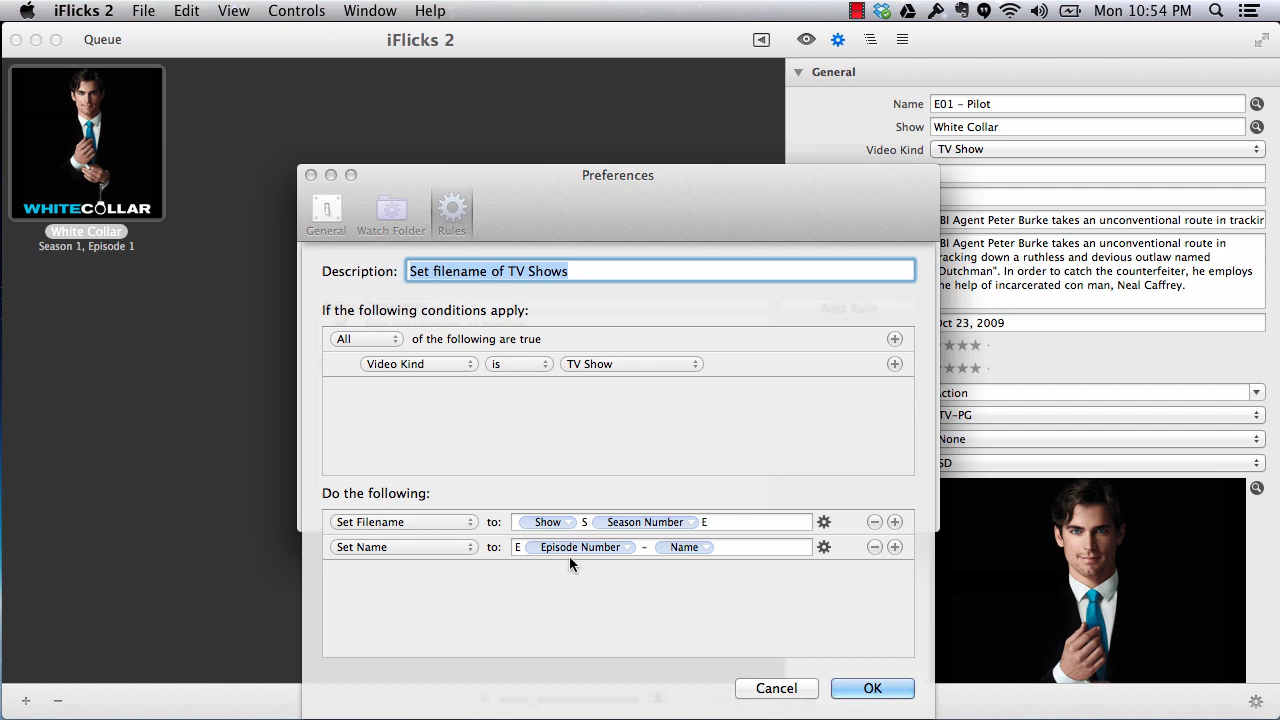 iFlicks 2 File Edit View Controls Window Help Mon 10:54 PM
Queue
iFlicks 2
WHITECOLLAR
White Collar
Season 1, Episode 1
General
Name E01 - Pilot
Show White Collar
Video Kind TV Show
BI Agent Peter Burke takes an unconventional route in trackir
BI Agent Peter Burke takes an unconventional route in
racking down a ruthless and devious outlaw named
Dutchman". In order to catch the counterfeiter, he employs
he help of incarcerated con man, Neal Caffrey.
Oct 23, 2009
Action
TV-PG
None
SD
Preferences
General Watch Folder Rules
Description: Set filename of TV Shows
Add Rule
If the following conditions apply:
All of the following are true
Video Kind is TV Show
Do the following:
Set Filename to: Show S Season Number E
Set Name to: E Episode Number - Name
Cancel OK